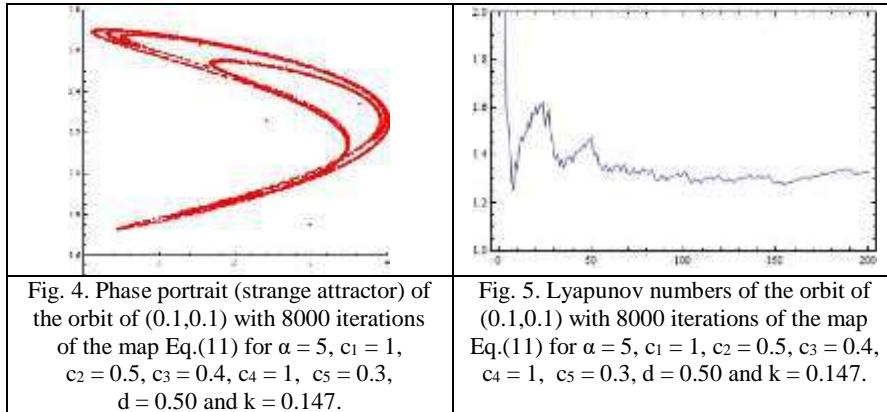 2.0
1.8
1.6
1.4
1.2
1.0
0
50
100
150
200
Fig. 4. Phase portrait (strange attractor) of
the orbit of (0.1,0.1) with 8000 iterations
of the map Eq.(11) for α = 5, c₁ = 1,
c₂ = 0.5, c₃ = 0.4, c₄ = 1, c₅ = 0.3,
d = 0.50 and k = 0.147.
Fig. 5. Lyapunov numbers of the orbit of
(0.1,0.1) with 8000 iterations of the map
Eq.(11) for α = 5, c₁ = 1, c₂ = 0.5, c₃ = 0.4,
c₄ = 1, c₅ = 0.3, d = 0.50 and k = 0.147.